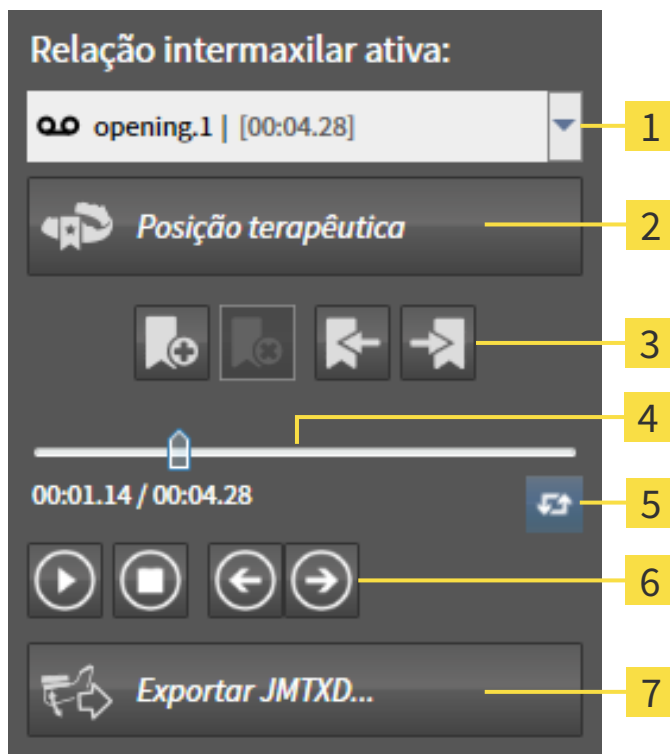 Relação intermaxilar ativa:
opening.1 | [00:04.28]
1
Posição terapêutica
2
3
4
00:01.14 / 00:04.28
5
6
Exportar JMTXD...
7